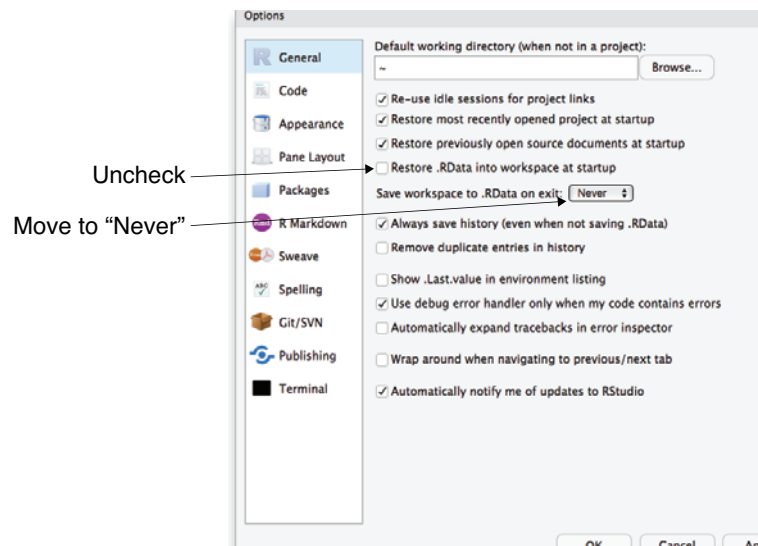 Options
General
Code
Appearance
Pane Layout
Packages
R Markdown
Sweave
ABC
Spelling
Git/SVN
Publishing
Terminal
Default working directory (when not in a project):
~
Browse...
Re-use idle sessions for project links
Restore most recently opened project at startup
Restore previously open source documents at startup
Uncheck
Restore .RData into workspace at startup
Move to “Never”
Save workspace to .RData on exit: Never
Always save history (even when not saving .RData)
Remove duplicate entries in history
Show .Last.value in environment listing
Use debug error handler only when my code contains errors
Automatically expand tracebacks in error inspector
Wrap around when navigating to previous/next tab
Automatically notify me of updates to RStudio
OK
Cancel